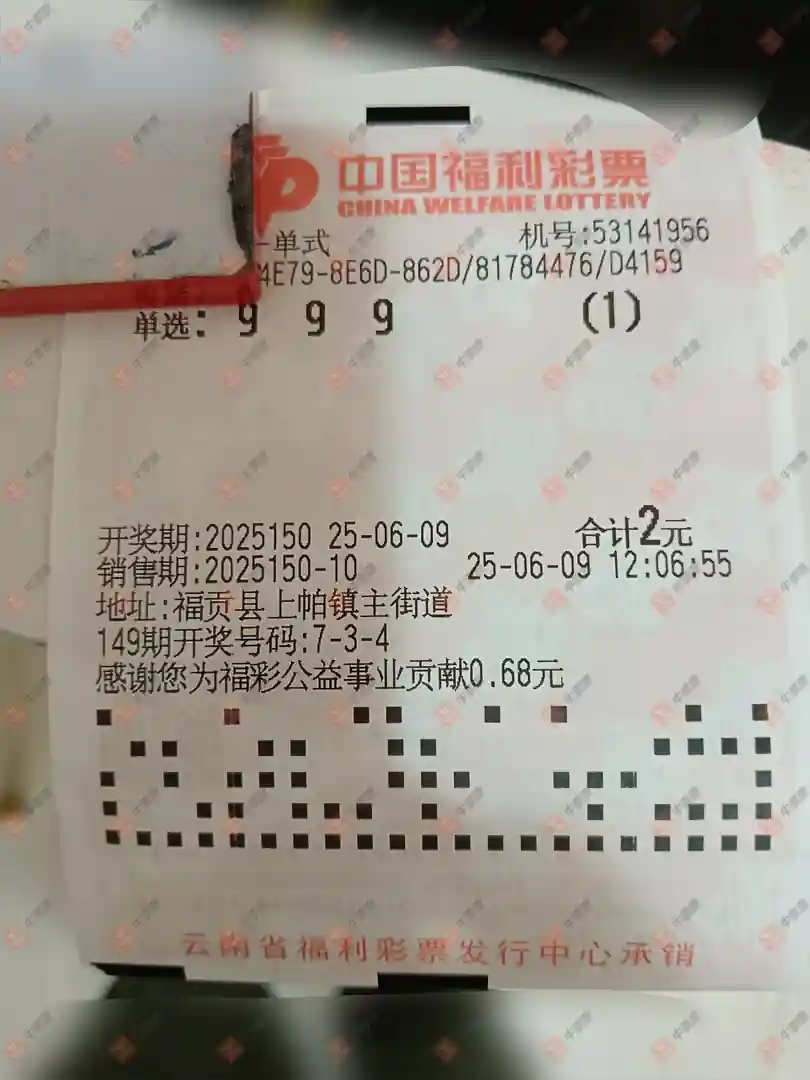 中国福利彩票
CHINA WELFARE LOTTERY
-单式 机号:53141956
4E79-8E6D-862D/81784476/D4159
单选: 9 9 9 (1)
开奖期:2025150 25-06-09 合计2元
销售期:2025150-10 25-06-09 12:06:55
地址:福贡县上帕镇主街道
149期开奖号码:7-3-4
感谢您为福彩公益事业贡献0.68元
云南省福利彩票发行中心承销